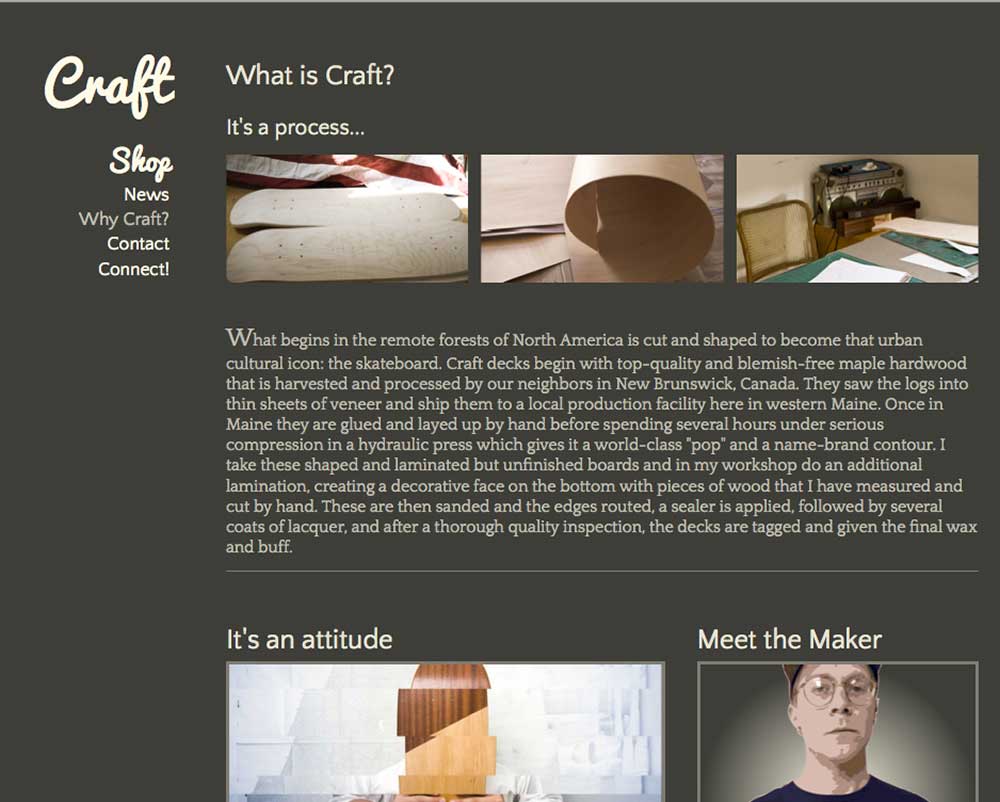 Craft
Shop
News
Why Craft?
Contact
Connect!
What is Craft?
It's a process...
What begins in the remote forests of North America is cut and shaped to become that urban
cultural icon: the skateboard. Craft decks begin with top-quality and blemish-free maple hardwood
that is harvested and processed by our neighbors in New Brunswick, Canada. They saw the logs into
thin sheets of veneer and ship them to a local production facility here in western Maine. Once in
Maine they are glued and layed up by hand before spending several hours under serious
compression in a hydraulic press which gives it a world-class "pop" and a name-brand contour. I
take these shaped and laminated but unfinished boards and in my workshop do an additional
lamination, creating a decorative face on the bottom with pieces of wood that I have measured and
cut by hand. These are then sanded and the edges routed, a sealer is applied, followed by several
coats of lacquer, and after a thorough quality inspection, the decks are tagged and given the final wax
and buff.
It's an attitude
Meet the Maker